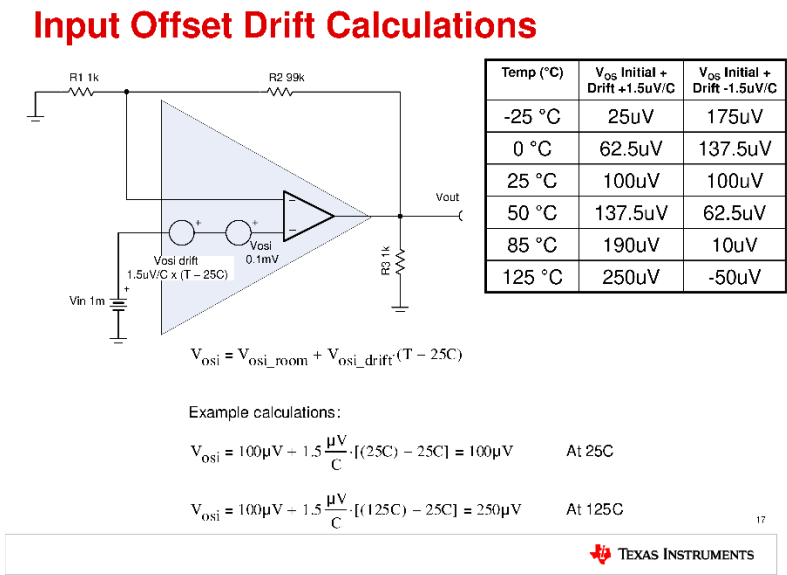 Input Offset Drift Calculations
R1 1k
R2 99k
Vout
Vosi drift
1.5uV/C x (T – 25C)
Vosi
0.1mV
R3 1k
Vin 1m
Temp (°C) VOS Initial + Drift +1.5uV/C VOS Initial + Drift -1.5uV/C
-25 °C 25uV 175uV
0 °C 62.5uV 137.5uV
25 °C 100uV 100uV
50 °C 137.5uV 62.5uV
85 °C 190uV 10uV
125 °C 250uV -50uV
Vosi = Vosi_room + Vosi_drift·(T − 25C)
Example calculations:
Vosi = 100µV + 1.5 µV/C ·[(25C) − 25C] = 100µV At 25C
Vosi = 100µV + 1.5 µV/C ·[(125C) − 25C] = 250µV At 125C
17
TEXAS INSTRUMENTS